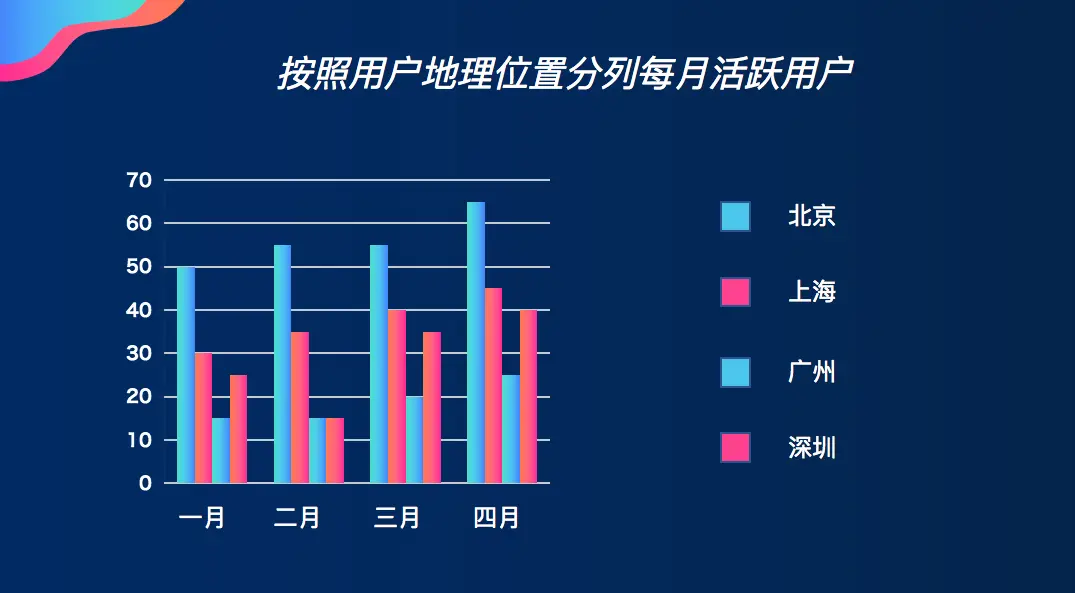 按照用户地理位置分列每月活跃用户
70
60
50
40
30
20
10
0
一月 二月 三月 四月
北京
上海
广州
深圳